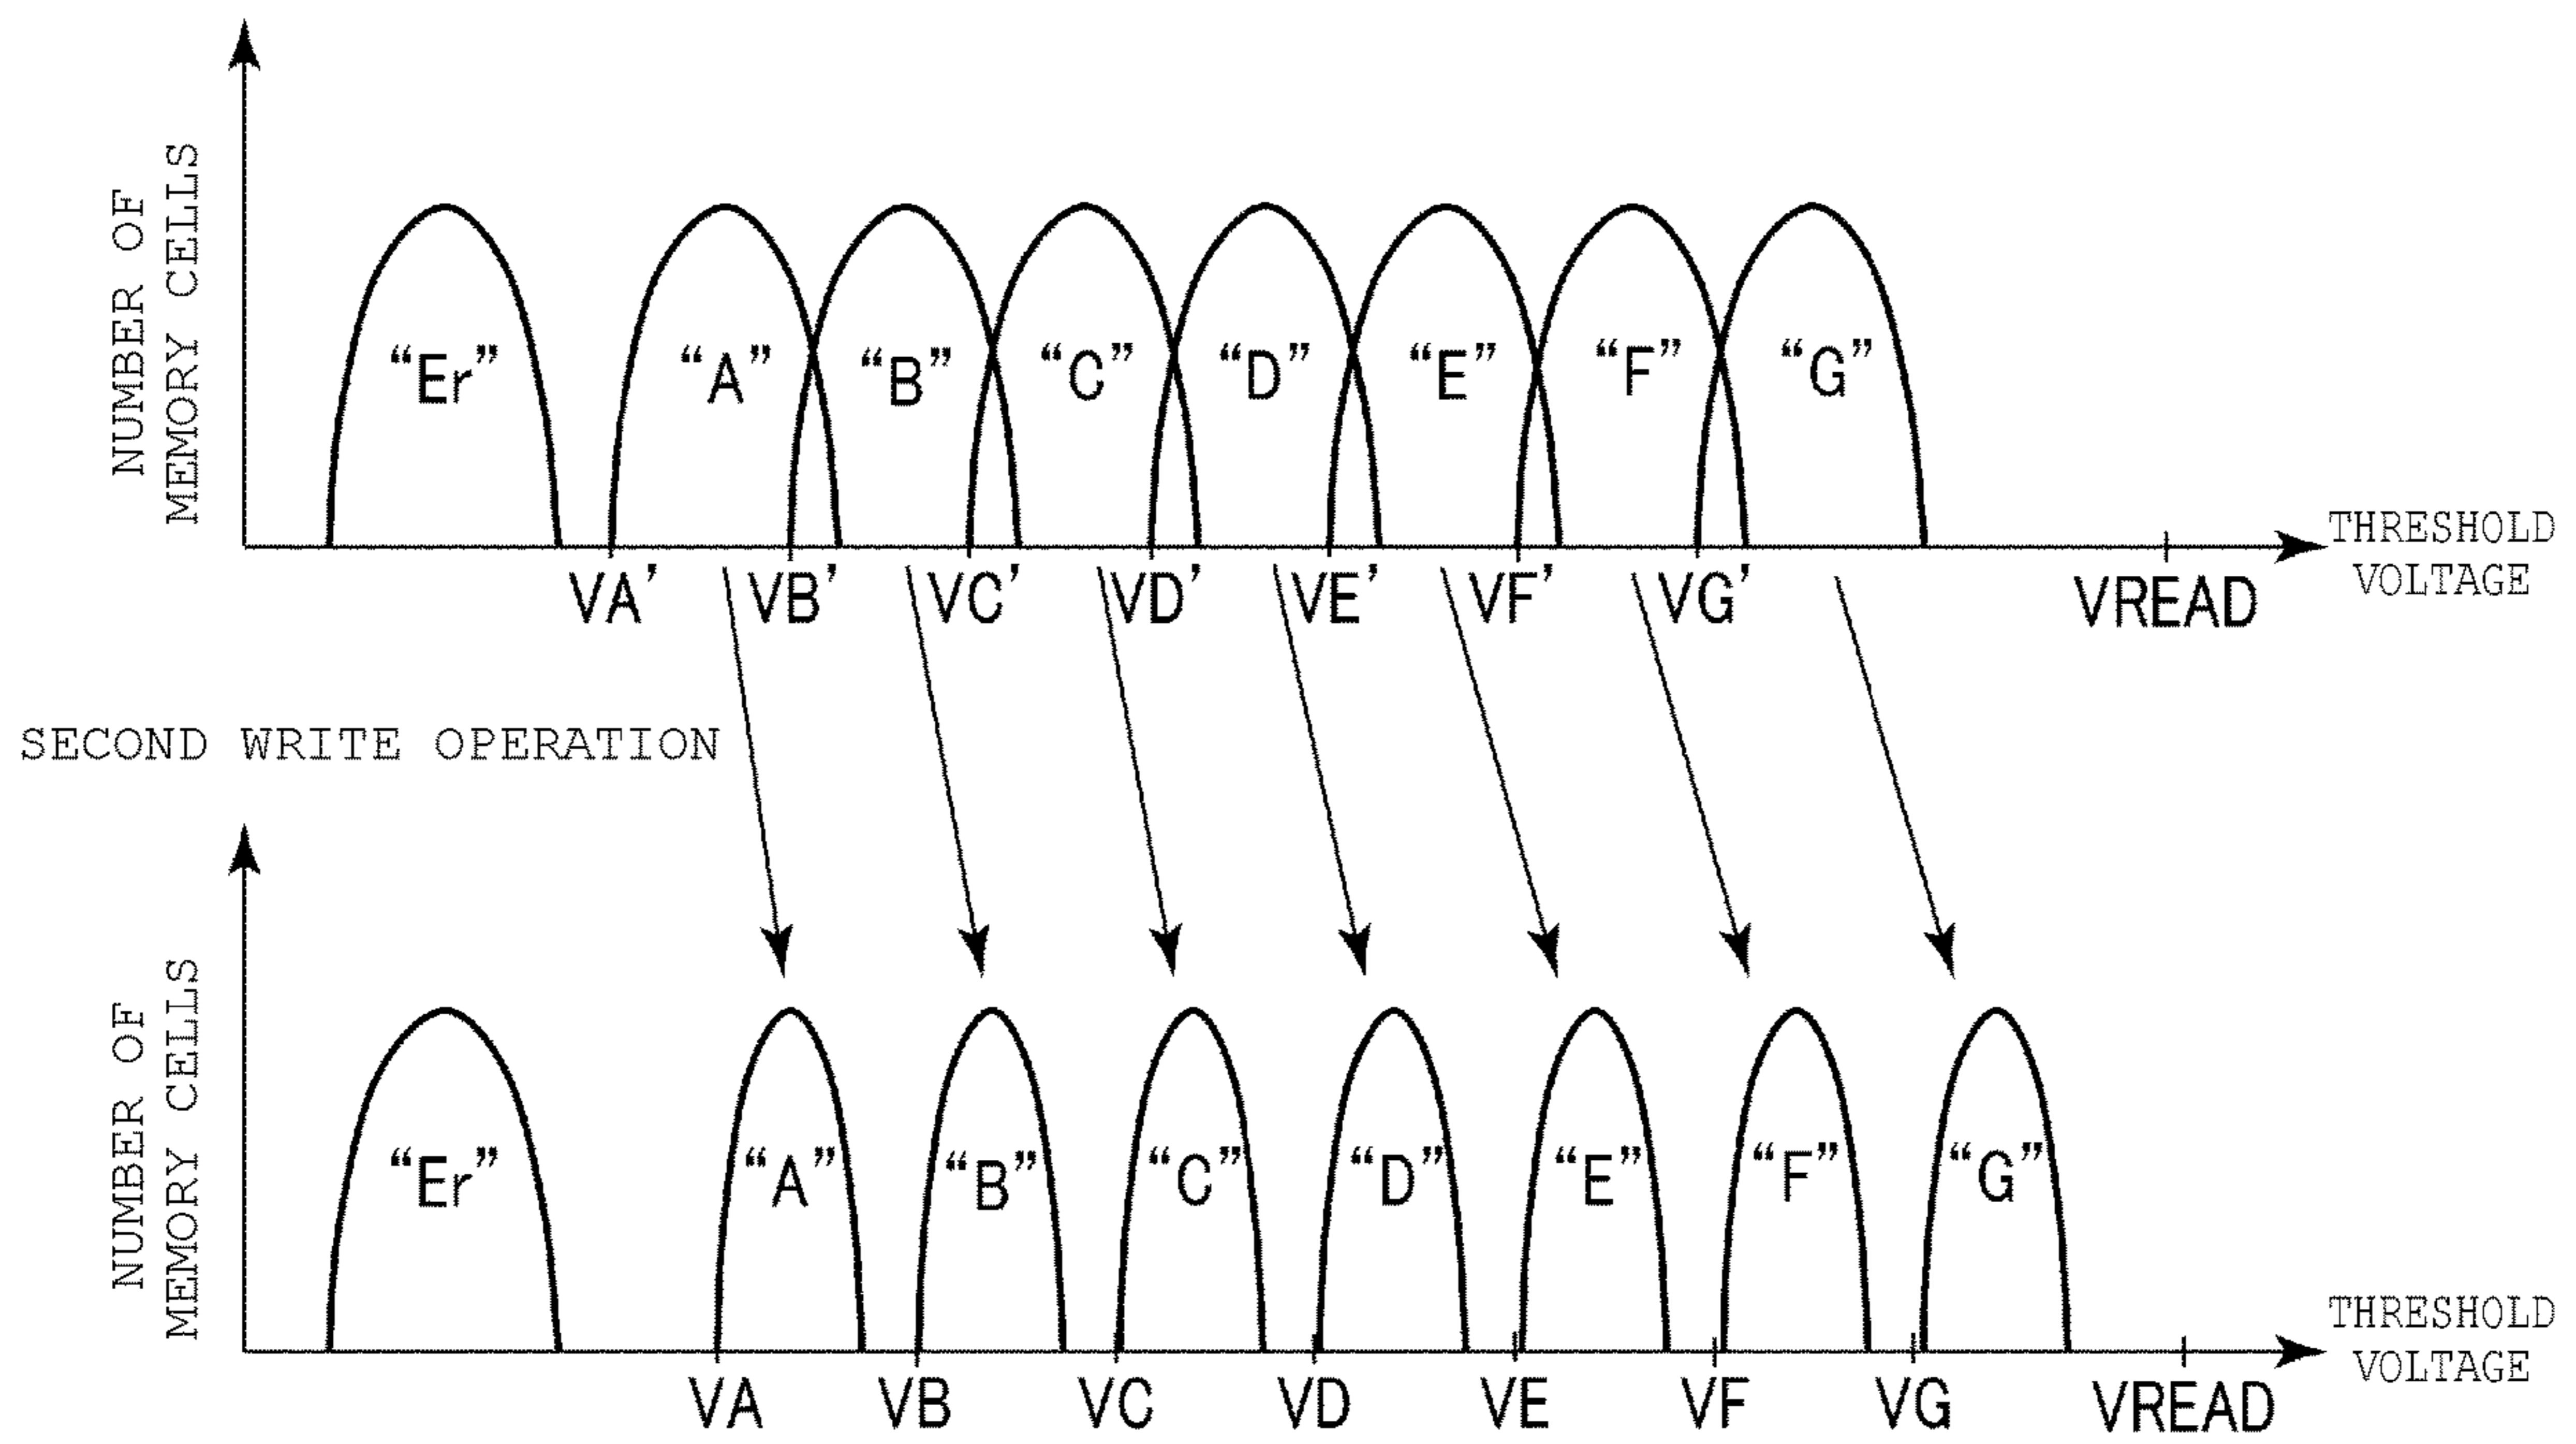 NUMBER OF
MEMORY CELLS
“Er” “A” “B” “C” “D” “E” “F” “G”
THRESHOLD
VOLTAGE
VA’ VB’ VC’ VD’ VE’ VF’ VG’ VREAD
SECOND WRITE OPERATION
NUMBER OF
MEMORY CELLS
“Er” “A” “B” “C” “D” “E” “F” “G”
THRESHOLD
VOLTAGE
VA VB VC VD VE VF VG VREAD